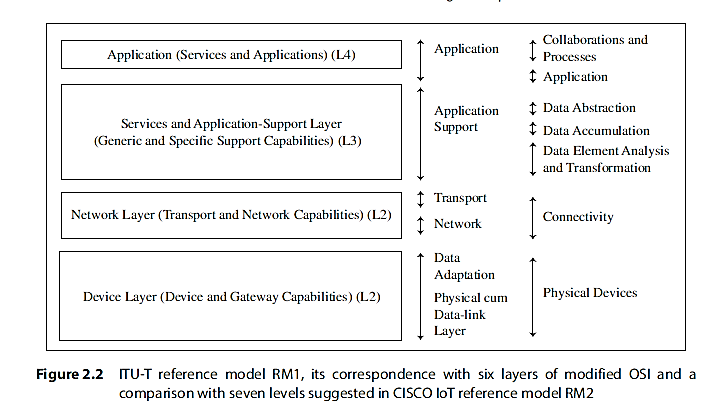 Application (Services and Applications) (L4)
Services and Application-Support Layer
(Generic and Specific Support Capabilities) (L3)
Network Layer (Transport and Network Capabilities) (L2)
Device Layer (Device and Gateway Capabilities) (L2)
Application
Application
Support
Transport
Network
Data
Adaptation
Physical cum
Data-link
Layer
Collaborations and
Processes
Application
Data Abstraction
Data Accumulation
Data Element Analysis
and Transformation
Connectivity
Physical Devices
Figure 2.2 ITU-T reference model RM1, its correspondence with six layers of modified OSI and a
comparison with seven levels suggested in CISCO IoT reference model RM2